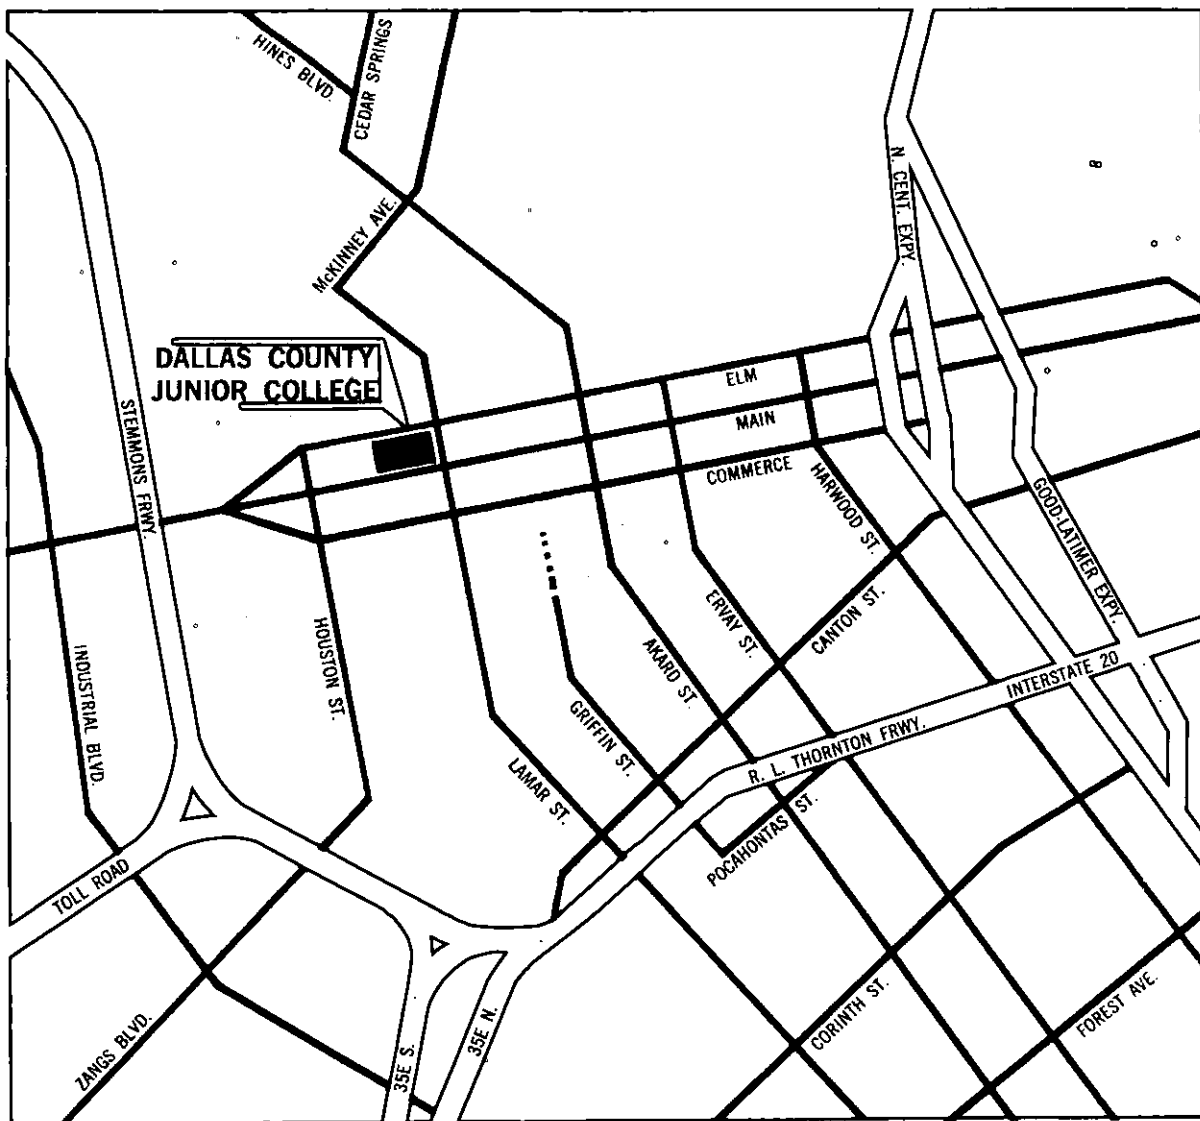 HINES BLVD.
CEDAR SPRINGS
N. CENT. EXPY.
McKINNEY AVE.
DALLAS COUNTY
JUNIOR COLLEGE
ELM
MAIN
COMMERCE
STEMMONS FRWY.
HARWOOD ST.
GOOD-LATIMER EXPY.
HOUSTON ST.
ERVAY ST.
CANTON ST.
INDUSTRIAL BLVD.
AKARD ST.
GRIFFIN ST.
INTERSTATE 20
R. L. THORNTON FRWY.
LAMAR ST.
POCAHONTAS ST.
TOLL ROAD
ZANGS BLVD.
35E S.
35E N.
CORINTH ST.
FOREST AVE.